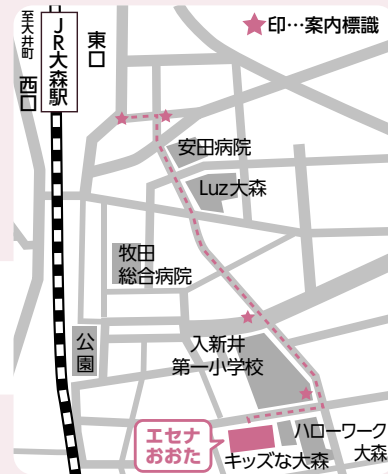 ★印…案内標識
至大井町
西口
JR大森駅
東口
安田病院
Luz大森
牧田
総合病院
入新井
第一小学校
公園
エセナ
おおた
ハローワーク
大森
キッズな大森